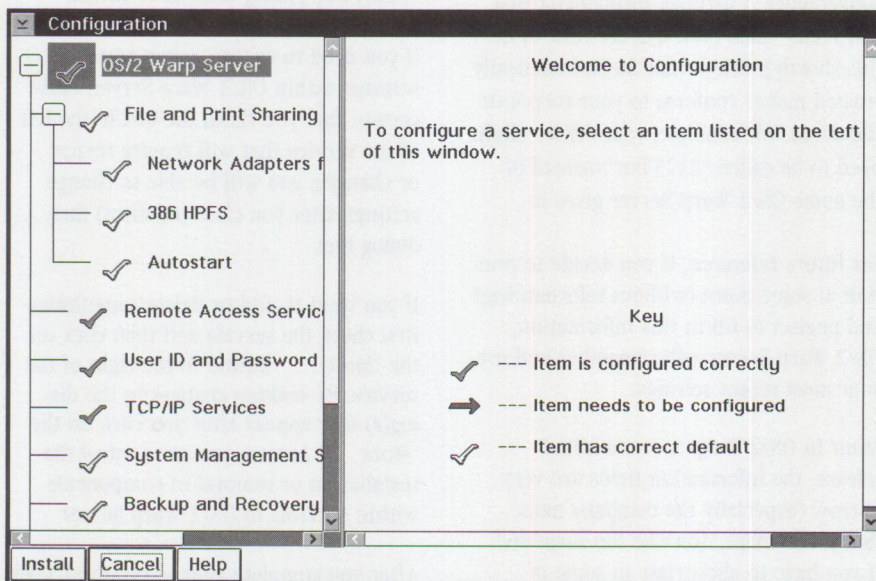 Configuration
OS/2 Warp Server
File and Print Sharing
Network Adapters f
386 HPFS
Autostart
Remote Access Servic
User ID and Password
TCP/IP Services
System Management S
Backup and Recovery
Welcome to Configuration
To configure a service, select an item listed on the left
of this window.
Key
Item is configured correctly
Item needs to be configured
Item has correct default
Install
Cancel
Help